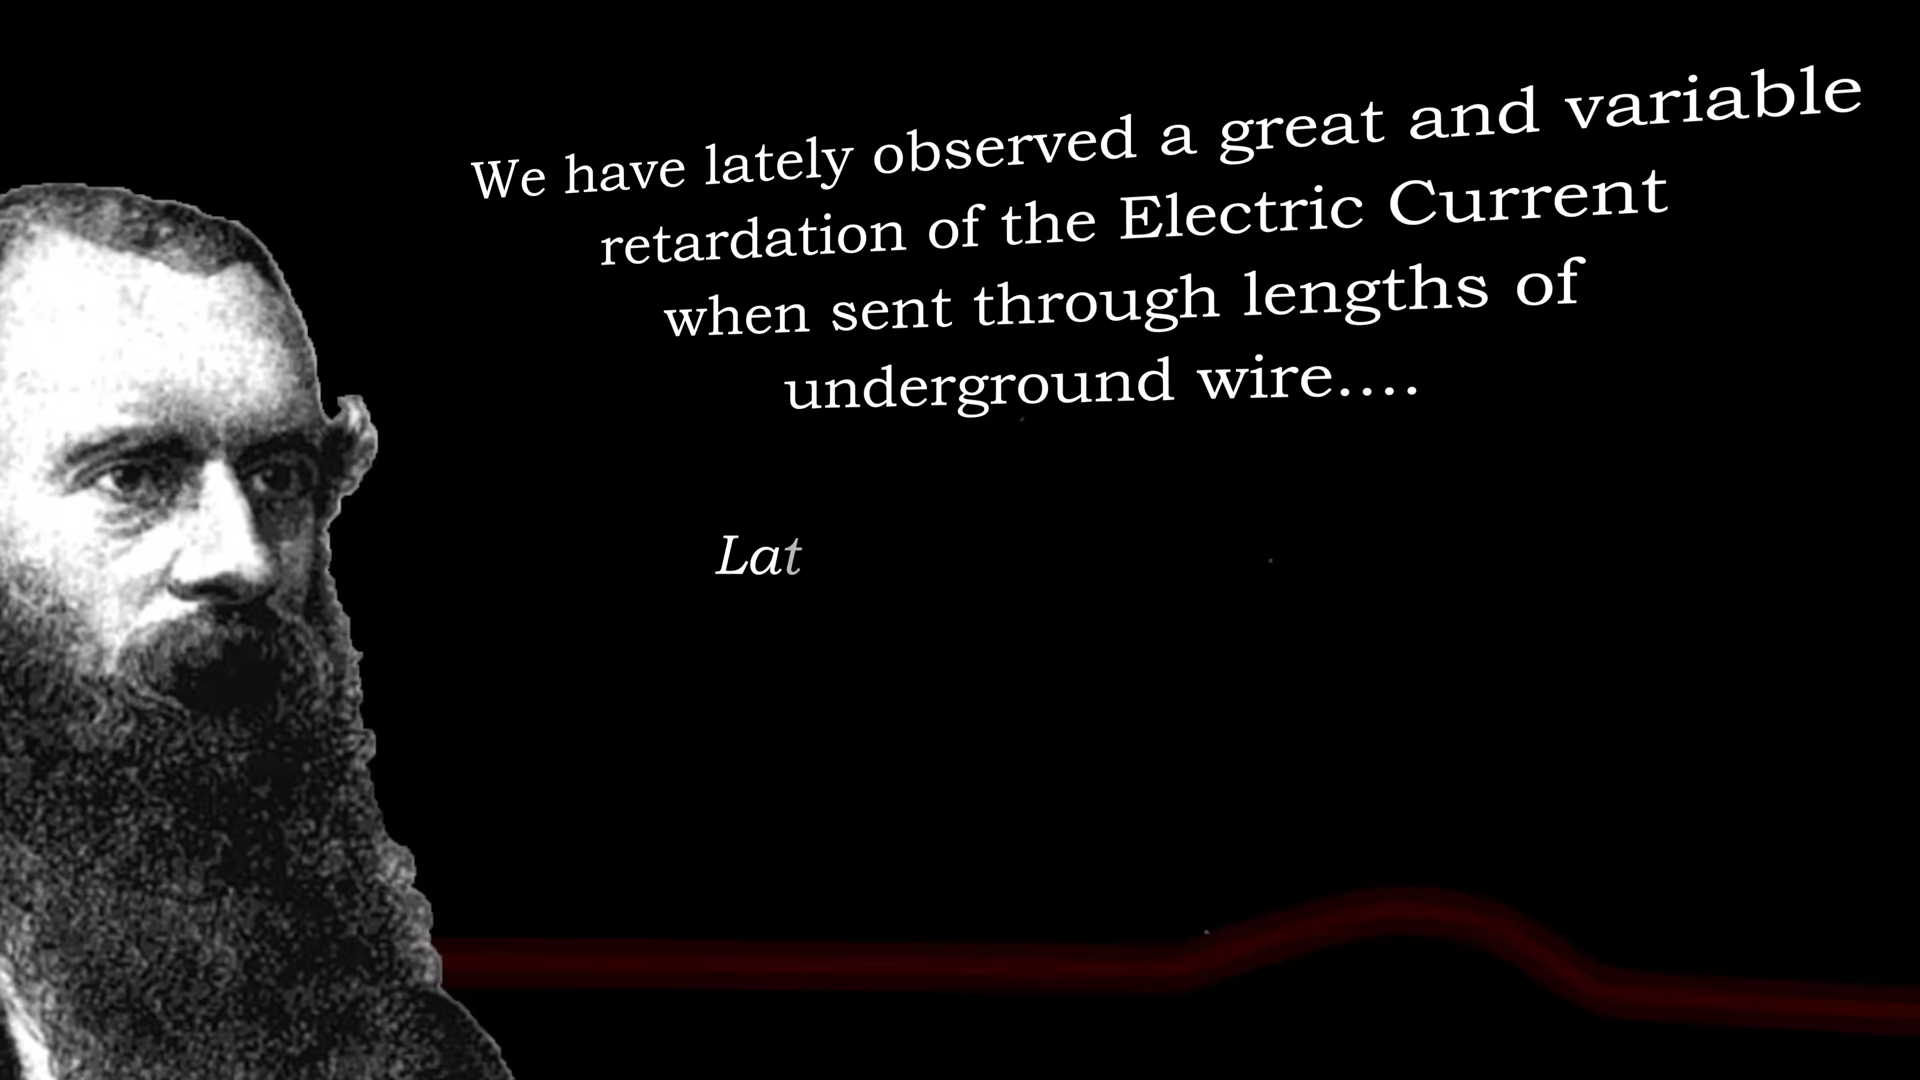 We have lately observed a great and variable
retardation of the Electric Current
when sent through lengths of
underground wire....
Lat